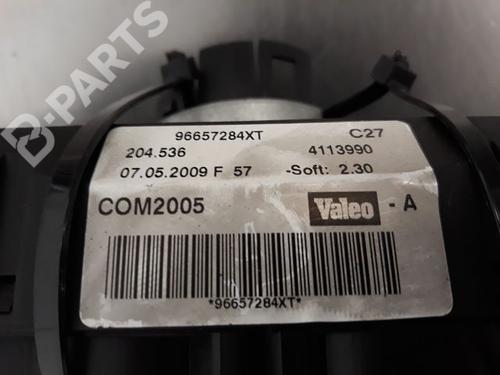 B-PARTS
96657284XT C27
204.536 4113990
07.05.2009 F 57 -Soft: 2.30
COM2005 Valeo - A
*96657284XT*